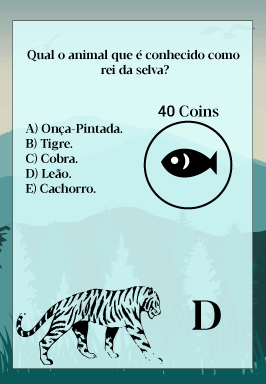 Qual o animal que é conhecido como
rei da selva?
40 Coins
A) Onça-Pintada.
B) Tigre.
C) Cobra.
D) Leão.
E) Cachorro.
D